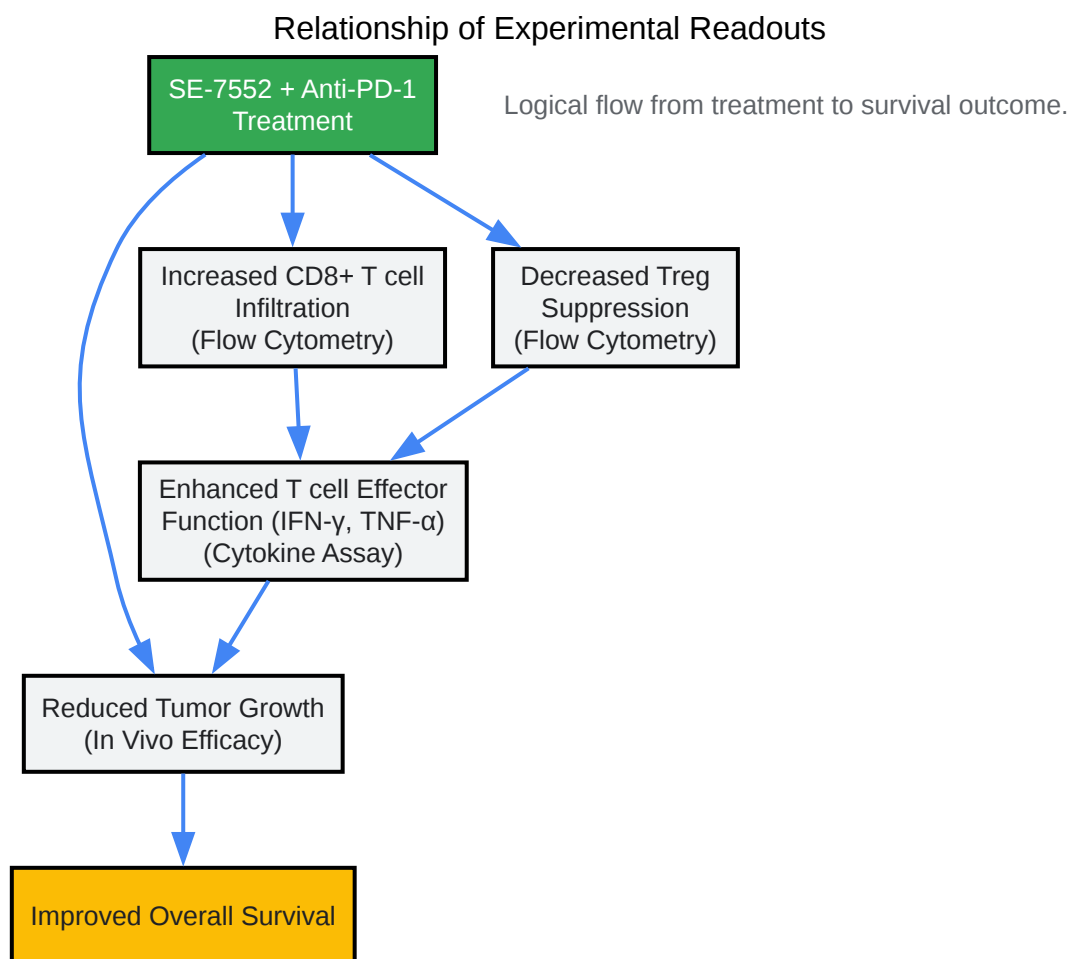 Relationship of Experimental Readouts
SE-7552 + Anti-PD-1
Treatment
Logical flow from treatment to survival outcome.
Increased CD8+ T cell
Infiltration
(Flow Cytometry)
Decreased Treg
Suppression
(Flow Cytometry)
Enhanced T cell Effector
Function (IFN-γ, TNF-α)
(Cytokine Assay)
Reduced Tumor Growth
(In Vivo Efficacy)
Improved Overall Survival